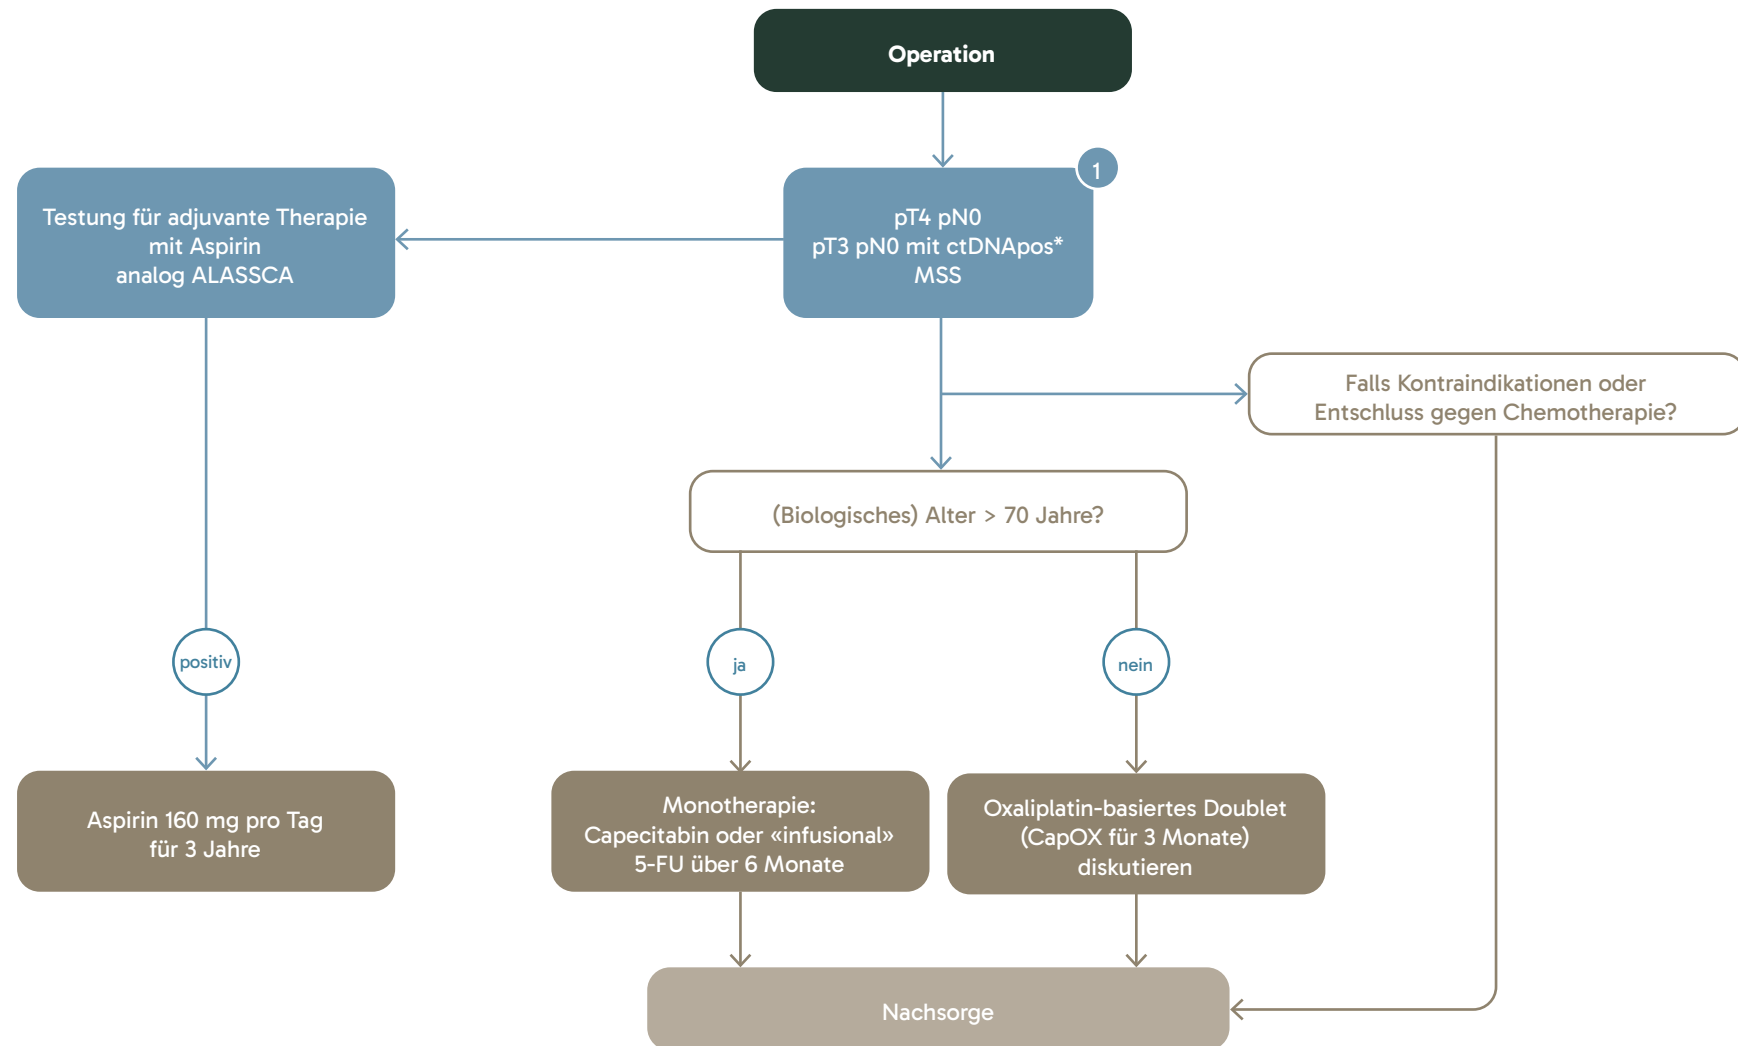 Operation
1
Testung für adjuvante Therapie
mit Aspirin
analog ALASSCA
pT4 pN0
pT3 pN0 mit ctDNApos*
MSS
Falls Kontraindikationen oder
Entschluss gegen Chemotherapie?
(Biologisches) Alter > 70 Jahre?
positiv
ja
nein
Aspirin 160 mg pro Tag
für 3 Jahre
Monotherapie:
Capecitabin oder «infusional»
5-FU über 6 Monate
Oxaliplatin-basiertes Doublet
(CapOX für 3 Monate)
diskutieren
Nachsorge